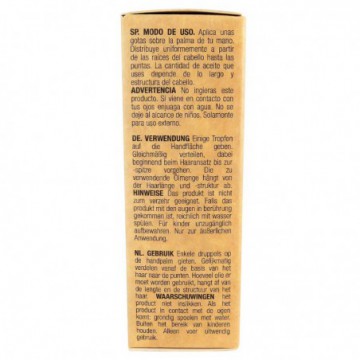 SP. MODO DE USO. Aplica unas
gotas sobre la palma de tu mano.
Distribuye uniformemente a partir
de las raíces del cabello hasta las
puntas. La cantidad de aceite que
uses depende de lo largo y
estructura del cabello.
ADVERTENCIA No ingieras este
producto. Si viene en contacto con
tus ojos enjuaga con agua. No se
deje al alcance de niños. Solamante
para uso externo.
DE. VERWENDUNG Einige Tropfen
auf die Handfläche geben.
Gleichmäßig verteilen, dabei
beginnend beim Haaransatz bis zur
-spitze vorgehen. Die zu
verwendende Ölmenge hängt von
der Haarlänge und -struktur ab.
HINWEISE Das Produkt ist nicht
zum verzehr geeignet. Falls das
produkt mit den augen in berührung
gekommen ist, reichlich mit wasser
spülen. Für kinder unzugänglich
aufbewahren. Nur zur äußerlichen
Anwendung.
NL. GEBRUIK Enkele druppels op
de handpalm gieten. Gelijkmatig
verdelen vanaf de basis van het
haar naar de punten. Hoeveel olie er
moet worden gebruikt, hangt af van
de lengte en de structuur van het
haar. WAARSCHUWINGEN het
product niet inslikken. Als het
product in contact met de ogen
komt, grondig spoelen met water.
Buiten het bereik van kinderen
houden. Alleen voor uitwendig
gebruik.